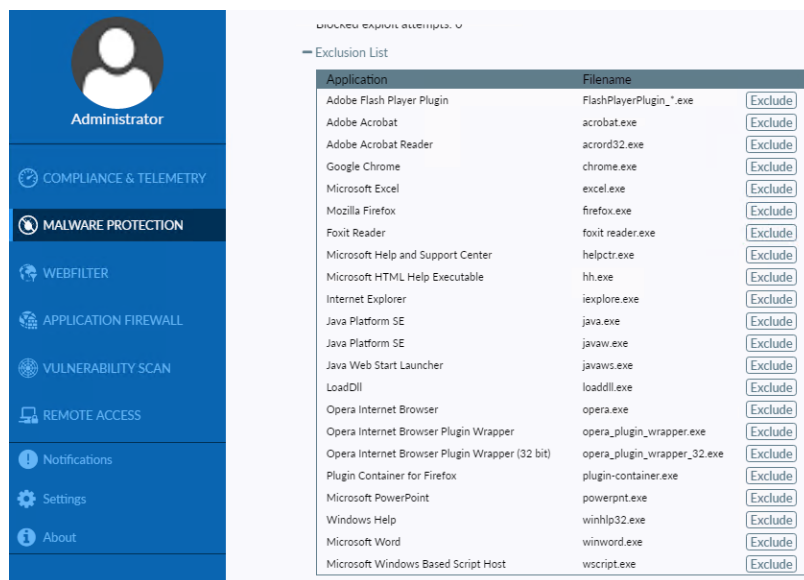 Blocked exploit attempts: 0
Exclusion List
Administrator
COMPLIANCE & TELEMETRY
MALWARE PROTECTION
WEBFILTER
APPLICATION FIREWALL
VULNERABILITY SCAN
REMOTE ACCESS
Notifications
Settings
About
Application Filename
Adobe Flash Player Plugin FlashPlayerPlugin_*.exe Exclude
Adobe Acrobat acrobat.exe Exclude
Adobe Acrobat Reader acrord32.exe Exclude
Google Chrome chrome.exe Exclude
Microsoft Excel excel.exe Exclude
Mozilla Firefox firefox.exe Exclude
Foxit Reader foxit reader.exe Exclude
Microsoft Help and Support Center helpctr.exe Exclude
Microsoft HTML Help Executable hh.exe Exclude
Internet Explorer iexplore.exe Exclude
Java Platform SE java.exe Exclude
Java Platform SE javaw.exe Exclude
Java Web Start Launcher javaws.exe Exclude
LoadDll loaddll.exe Exclude
Opera Internet Browser opera.exe Exclude
Opera Internet Browser Plugin Wrapper opera_plugin_wrapper.exe Exclude
Opera Internet Browser Plugin Wrapper (32 bit) opera_plugin_wrapper_32.exe Exclude
Plugin Container for Firefox plugin-container.exe Exclude
Microsoft PowerPoint powerpnt.exe Exclude
Windows Help winhlp32.exe Exclude
Microsoft Word winword.exe Exclude
Microsoft Windows Based Script Host wscript.exe Exclude